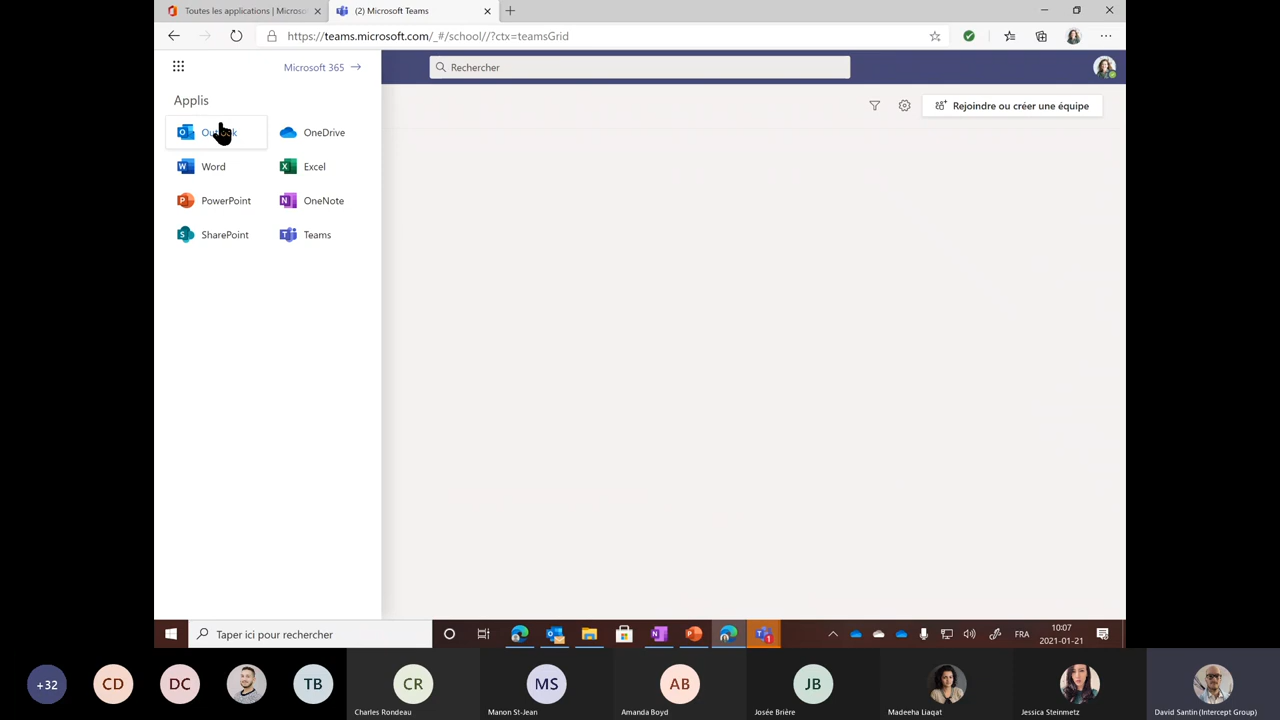 Toutes les applications | Microso
(2) Microsoft Teams
https://teams.microsoft.com/_#/school//?ctx=teamsGrid
Microsoft 365
Rechercher
Applis
Rejoindre ou créer une équipe
Outlook
OneDrive
Word
Excel
PowerPoint
OneNote
SharePoint
Teams
Taper ici pour rechercher
FRA
10:07
2021-01-21
+32
CD
DC
TB
CR
MS
AB
JB
Charles Rondeau
Manon St-Jean
Amanda Boyd
Josée Brière
Madeeha Liaqat
Jessica Steinmetz
David Santin (Intercept Group)